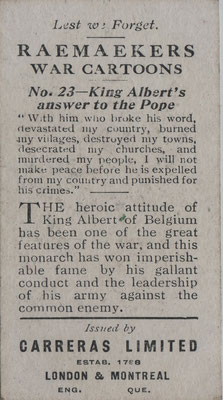 Lest we Forget.
RAEMAEKERS
WAR CARTOONS
No. 23—King Albert's
answer to the Pope
"With him who broke his word,
devastated my country, burned
my villages, destroyed my towns,
desecrated my churches, and
murdered my people, I will not
make peace before he is expelled
from my country and punished for
his crimes."
THE heroic attitude of
King Albert of Belgium
has been one of the great
features of the war, and this
monarch has won imperish-
able fame by his gallant
conduct and the leadership
of his army against the
common enemy.
Issued by
CARRERAS LIMITED
ESTAB. 1788
LONDON & MONTREAL
ENG. QUE.